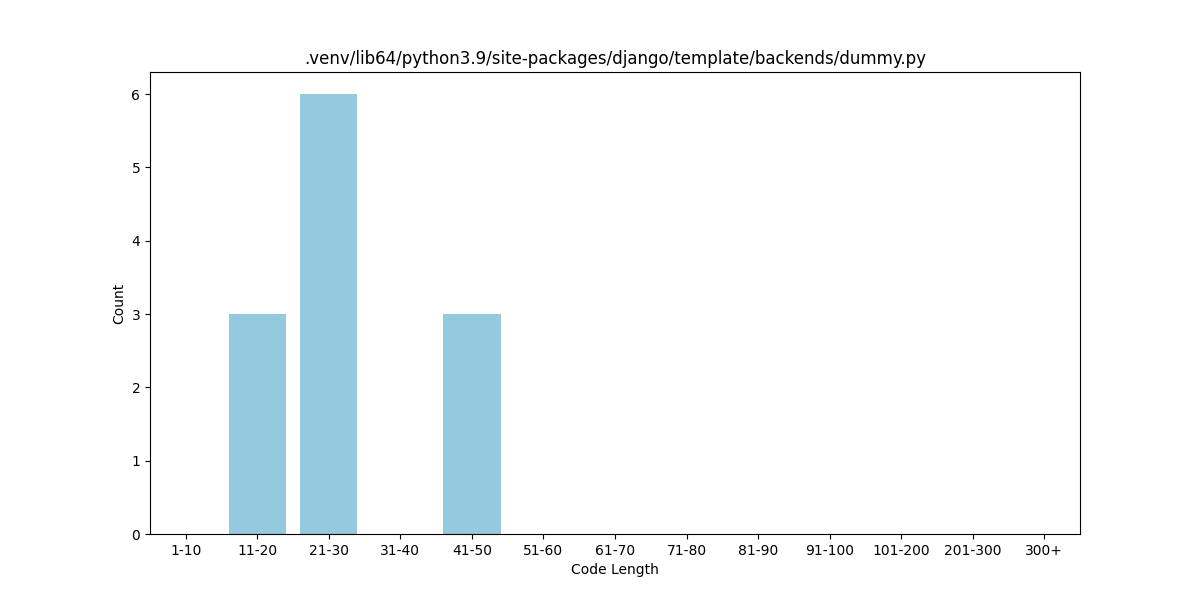 .venv/lib64/python3.9/site-packages/django/template/backends/dummy.py
6
5
4
3
2
1
0
Count
1-10 11-20 21-30 31-40 41-50 51-60 61-70 71-80 81-90 91-100 101-200 201-300 300+
Code Length